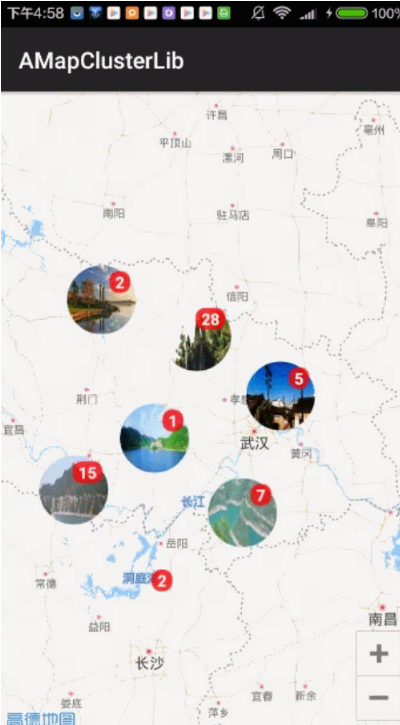 下午4:58
100%
AMapClusterLib
许昌
亳州
平顶山
漯河
周口
南阳
驻马店
阜阳
2
信阳
28
5
荆门
孝感
1
宜昌
武汉
黄冈
15
长江
7
岳阳
洞庭湖
2
常德
益阳
南昌
长沙
+
娄底
宜春
新余
−
萍乡
高德地图